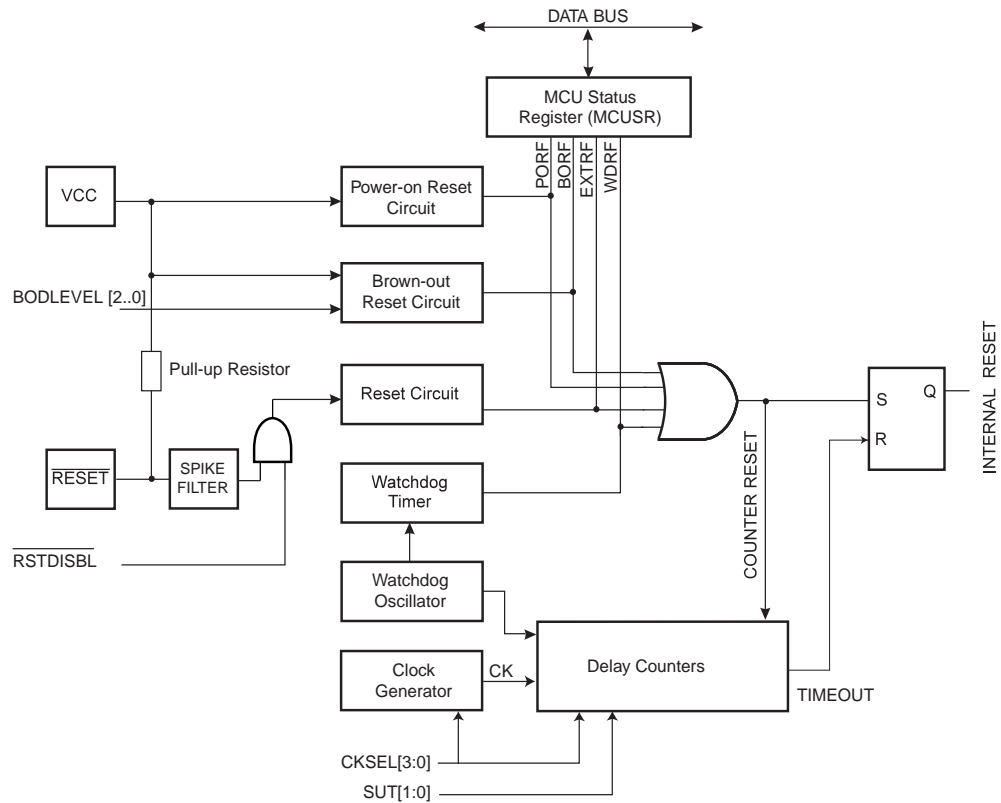 DATA BUS
MCU Status
Register (MCUSR)
PORF
BORF
EXTRF
WDRF
VCC
Power-on Reset
Circuit
Brown-out
Reset Circuit
BODLEVEL [2..0]
Pull-up Resistor
Reset Circuit
S
Q
R
INTERNAL RESET
RESET
SPIKE
FILTER
Watchdog
Timer
COUNTER RESET
RSTDISBL
Watchdog
Oscillator
Clock
Generator
CK
Delay Counters
TIMEOUT
CKSEL[3:0]
SUT[1:0]